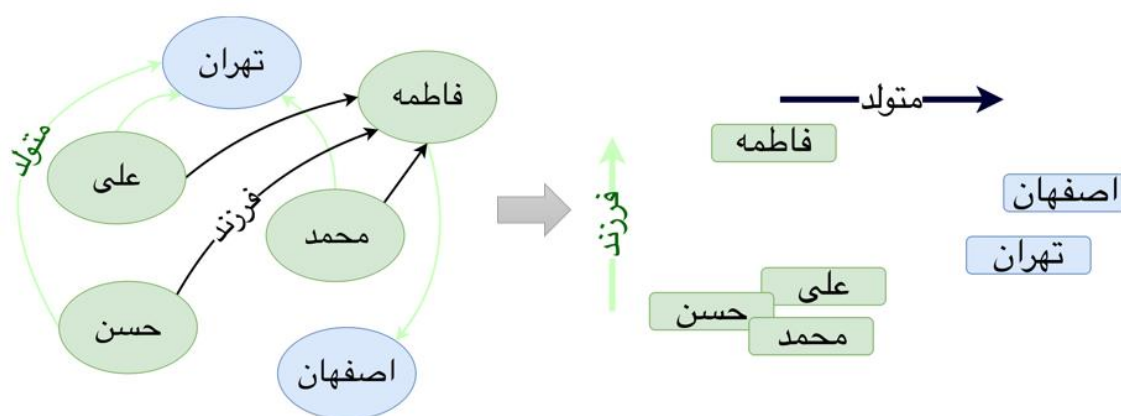 تهران
فاطمه
متولد
علی
فرزند
محمد
حسن
اصفهان
متولد
فاطمه
فرزند
اصفهان
تهران
علی
حسن
محمد